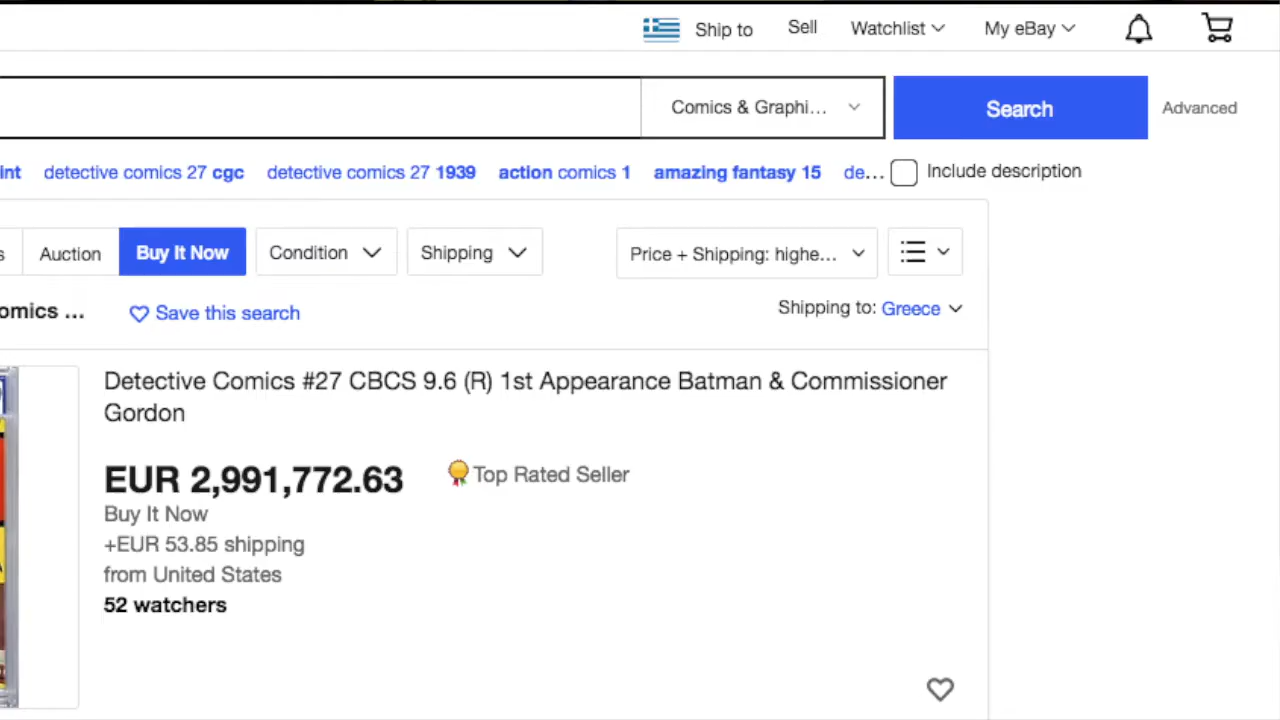 Ship to Sell Watchlist My eBay
Comics & Graphi... Search Advanced
int detective comics 27 cgc detective comics 27 1939 action comics 1 amazing fantasy 15 de... Include description
s Auction Buy It Now Condition Shipping Price + Shipping: highe...
omics ... Save this search Shipping to: Greece
Detective Comics #27 CBCS 9.6 (R) 1st Appearance Batman & Commissioner
Gordon
EUR 2,991,772.63 Top Rated Seller
Buy It Now
+EUR 53.85 shipping
from United States
52 watchers